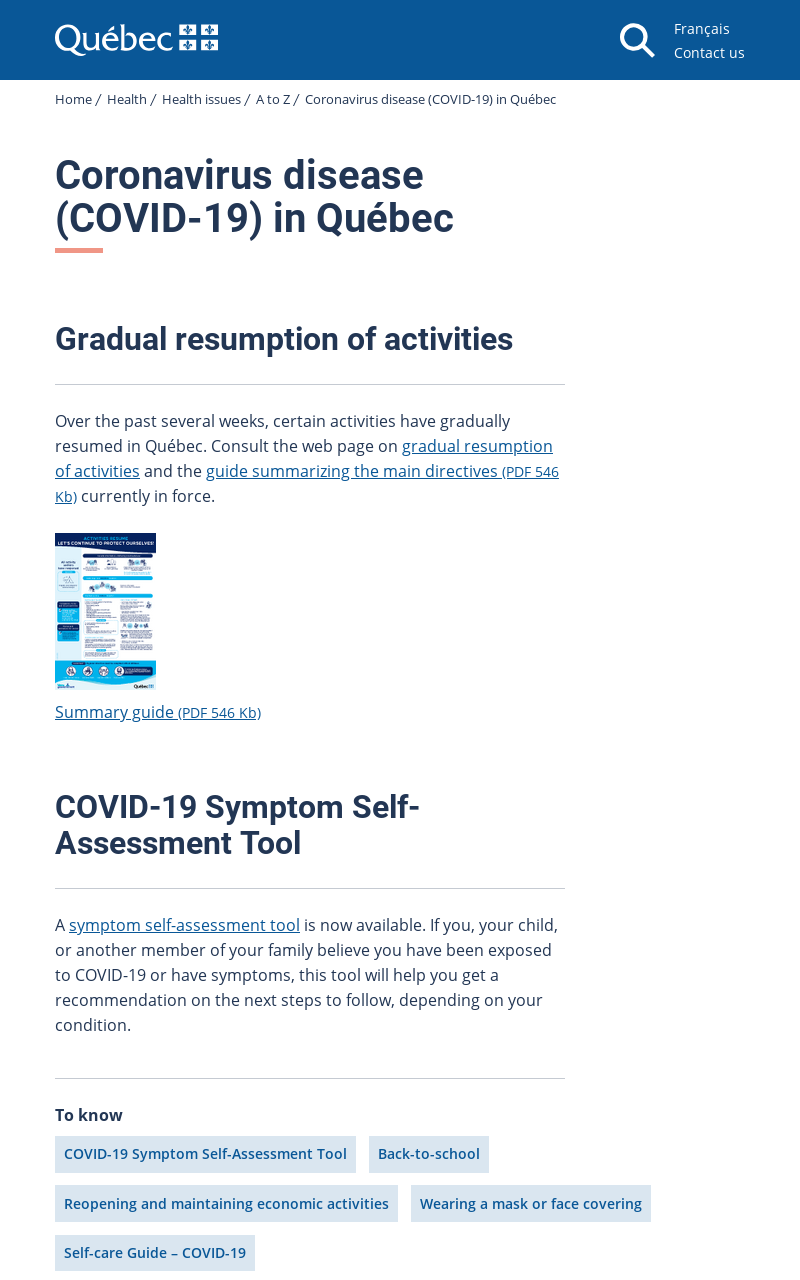 Québec
Français
Contact us
Home / Health / Health issues / A to Z / Coronavirus disease (COVID-19) in Québec
Coronavirus disease
(COVID-19) in Québec
Gradual resumption of activities
Over the past several weeks, certain activities have gradually
resumed in Québec. Consult the web page on gradual resumption
of activities and the guide summarizing the main directives (PDF 546
Kb) currently in force.
ACTIVITIES RESUME
LET'S CONTINUE TO PROTECT OURSELVES!
Québec
Summary guide (PDF 546 Kb)
COVID-19 Symptom Self-
Assessment Tool
A symptom self-assessment tool is now available. If you, your child,
or another member of your family believe you have been exposed
to COVID-19 or have symptoms, this tool will help you get a
recommendation on the next steps to follow, depending on your
condition.
To know
COVID-19 Symptom Self-Assessment Tool
Back-to-school
Reopening and maintaining economic activities
Wearing a mask or face covering
Self-care Guide – COVID-19